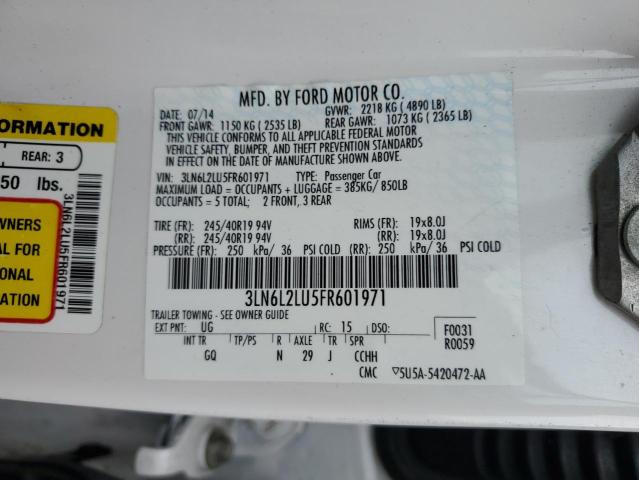 MFD. BY FORD MOTOR CO.
DATE: 07/14 GVWR: 2218 KG ( 4890 LB)
FRONT GAWR: 1150 KG ( 2535 LB) REAR GAWR: 1073 KG ( 2365 LB)
THIS VEHICLE CONFORMS TO ALL APPLICABLE FEDERAL MOTOR
VEHICLE SAFETY, BUMPER, AND THEFT PREVENTION STANDARDS
IN EFFECT ON THE DATE OF MANUFACTURE SHOWN ABOVE.
VIN: 3LN6L2LU5FR601971 TYPE: Passenger Car
MAXIMUM LOAD = OCCUPANTS + LUGGAGE = 385KG/ 850LB
OCCUPANTS = 5 TOTAL; 2 FRONT, 3 REAR
TIRE (FR): 245/40R19 94V RIMS (FR): 19x8.0J
(RR): 245/40R19 94V (RR): 19x8.0J
PRESSURE (FR): 250 kPa/ 36 PSI COLD (RR): 250 kPa/ 36 PSI COLD
3LN6L2LU5FR601971
TRAILER TOWING - SEE OWNER GUIDE
EXT PNT: UG RC: 15 DSO: F0031
INT TR TP/PS R AXLE TR SPR R0059
GQ N 29 J CCHH
CMC 5U5A-5420472-AA
FORMATION
REAR: 3
50 lbs.
WNERS
AL FOR
ONAL
N
3LN6L2LU5FR601971